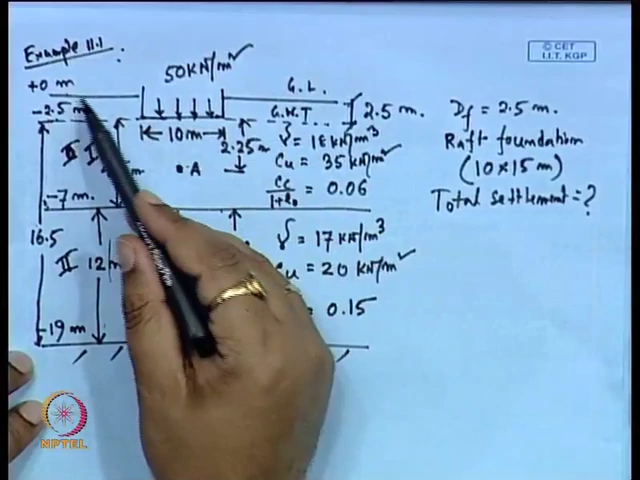 Example 11.1 :
© CET
I.I.T. KGP
50 KN/m²
+0 m
G.L.
-2.5 m
G.W.T.
2.5 m.
10m
2.25m
γ = 18 KN/m³
I
.A
Cu = 35 KN/m²
Cc/1+e₀ = 0.06
-7 m.
16.5
γ = 17 KN/m³
II 12 m
Cu = 20 KN/m²
= 0.15
-19 m
Df = 2.5 m.
Raft foundation
(10 x 15 m)
Total settlement = ?
NPTEL